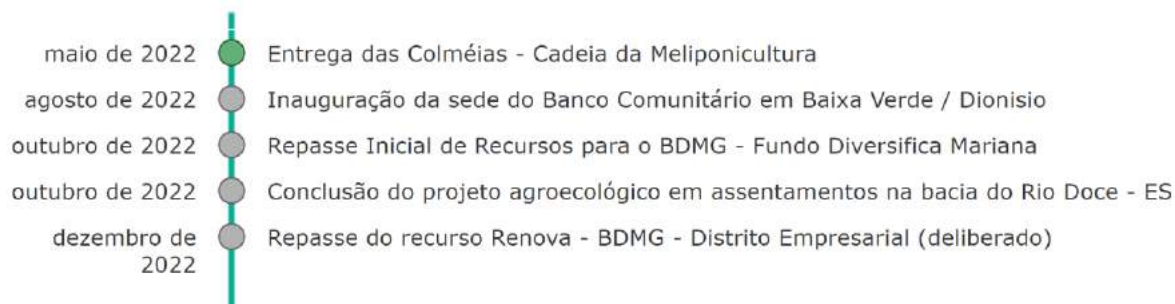 maio de 2022 Entrega das Colméias - Cadeia da Meliponicultura
agosto de 2022 Inauguração da sede do Banco Comunitário em Baixa Verde / Dionisio
outubro de 2022 Repasse Inicial de Recursos para o BDMG - Fundo Diversifica Mariana
outubro de 2022 Conclusão do projeto agroecológico em assentamentos na bacia do Rio Doce - ES
dezembro de Repasse do recurso Renova - BDMG - Distrito Empresarial (deliberado)
2022